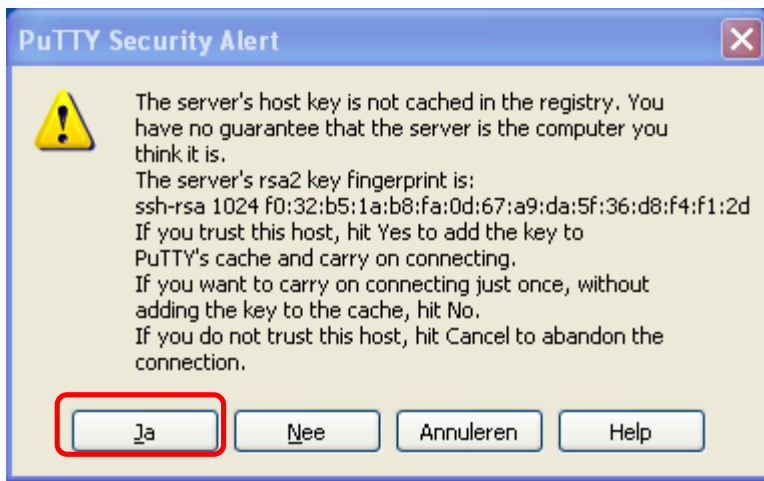 PuTTY Security Alert
The server's host key is not cached in the registry. You
have no guarantee that the server is the computer you
think it is.
The server's rsa2 key fingerprint is:
ssh-rsa 1024 f0:32:b5:1a:b8:fa:0d:67:a9:da:5f:36:d8:f4:f1:2d
If you trust this host, hit Yes to add the key to
PuTTY's cache and carry on connecting.
If you want to carry on connecting just once, without
adding the key to the cache, hit No.
If you do not trust this host, hit Cancel to abandon the
connection.
Ja Nee Annuleren Help